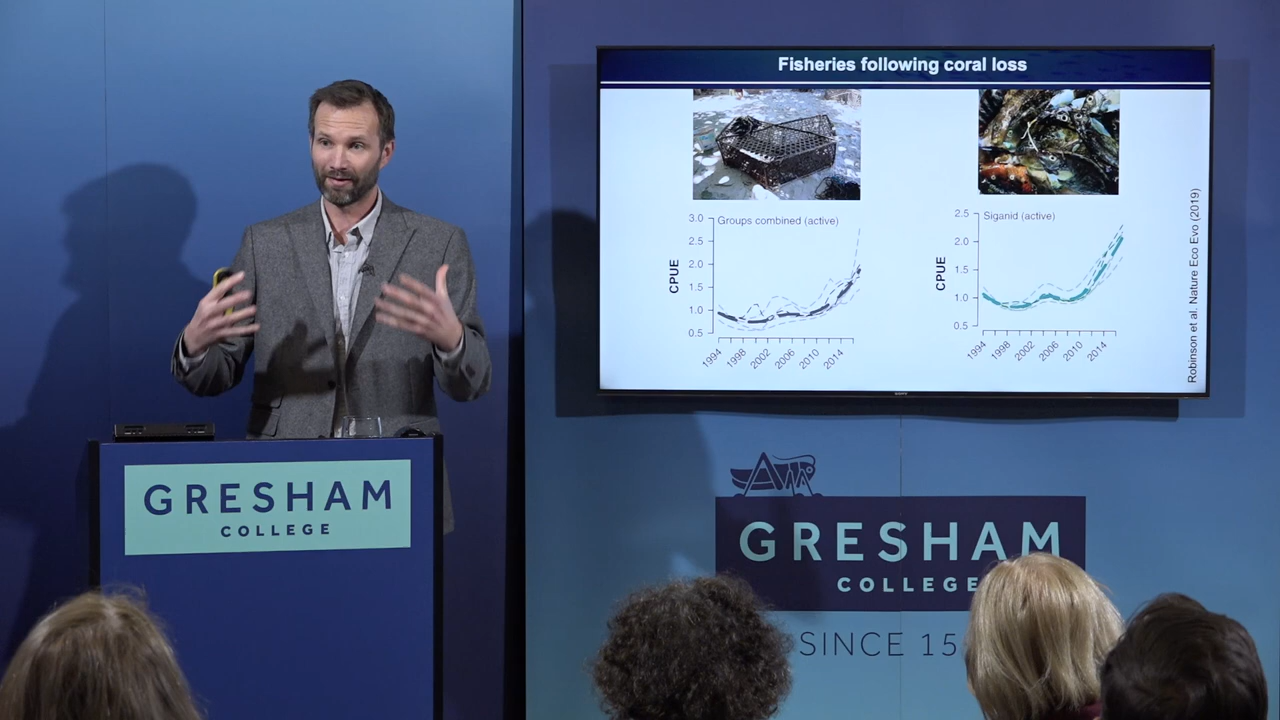 Fisheries following coral loss
Groups combined (active)
CPUE
3.0
2.5
2.0
1.5
1.0
0.5
1994
1998
2002
2006
2010
2014
Siganid (active)
CPUE
2.5
2.0
1.5
1.0
0.5
1994
1998
2002
2006
2010
2014
Robinson et al. Nature Eco Evo (2019)
GRESHAM
COLLEGE
GRESHAM
COLLEGE
SINCE 15